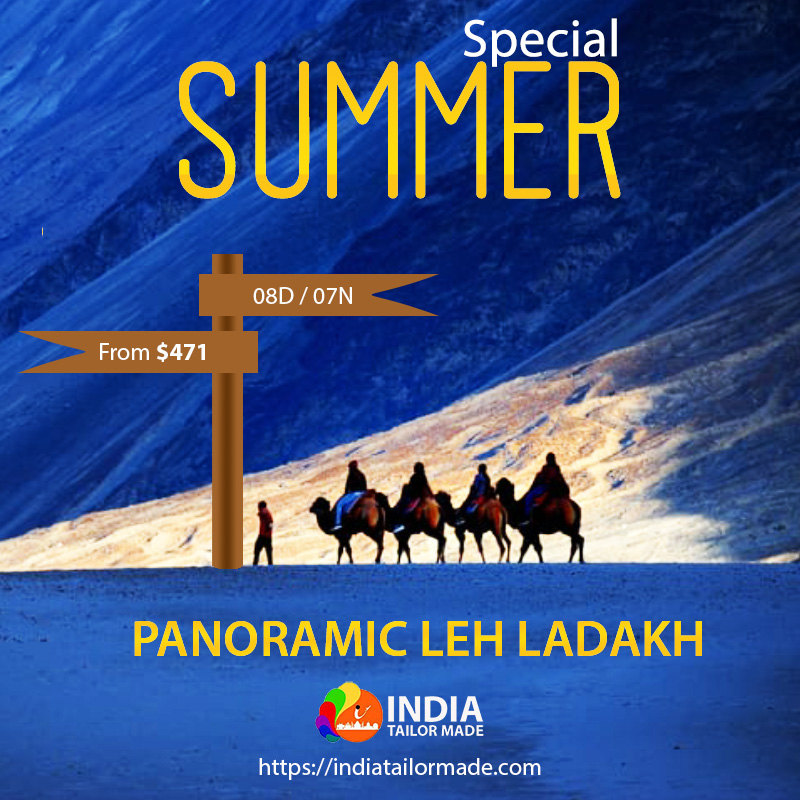 Special
SUMMER
08D / 07N
From $471
PANORAMIC LEH LADAKH
INDIA
TAILOR MADE
https://indiatailormade.com